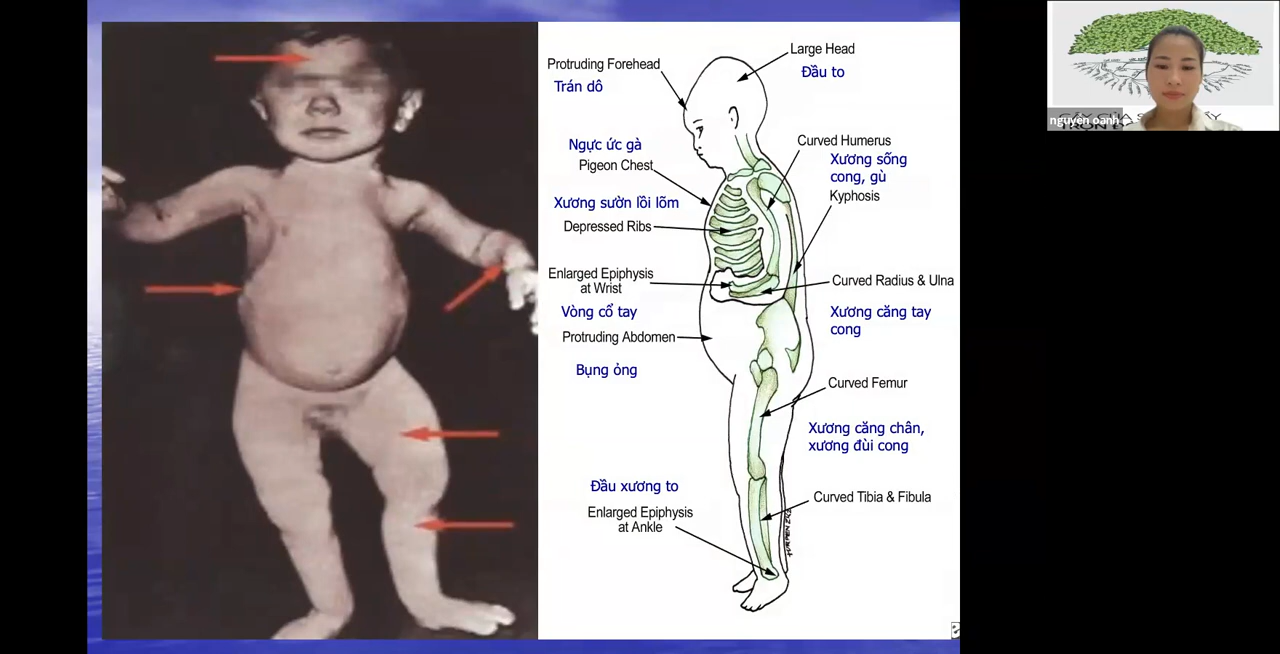 Large Head
Đầu to
Protruding Forehead
Trán dô
Curved Humerus
Ngực ức gà
Pigeon Chest
Xương sống
cong, gù
Kyphosis
Xương sườn lồi lõm
Depressed Ribs
Enlarged Epiphysis
at Wrist
Curved Radius & Ulna
Vòng cổ tay
Xương căng tay
cong
Protruding Abdomen
Bụng ỏng
Curved Femur
Xương căng chân,
xương đùi cong
Đầu xương to
Curved Tibia & Fibula
Enlarged Epiphysis
at Ankle
nguyen oanh